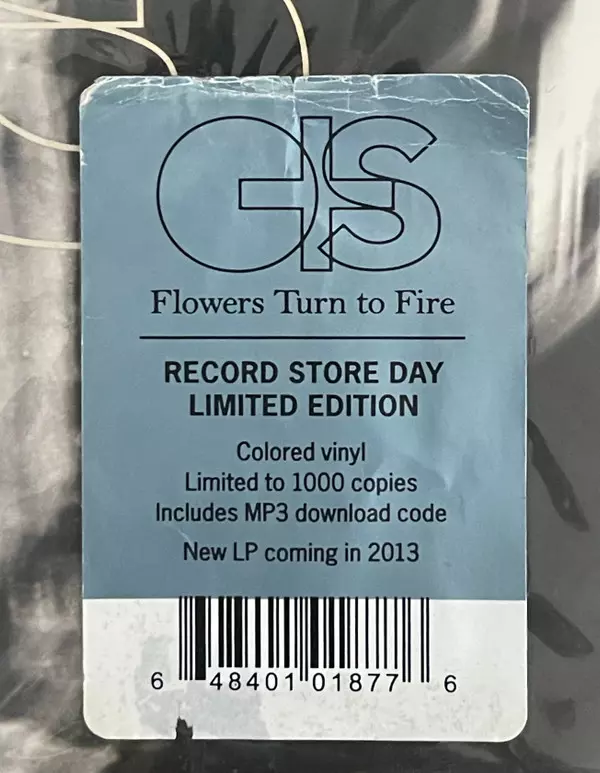 Flowers Turn to Fire
RECORD STORE DAY
LIMITED EDITION
Colored vinyl
Limited to 1000 copies
Includes MP3 download code
New LP coming in 2013
6 48401 01877 6